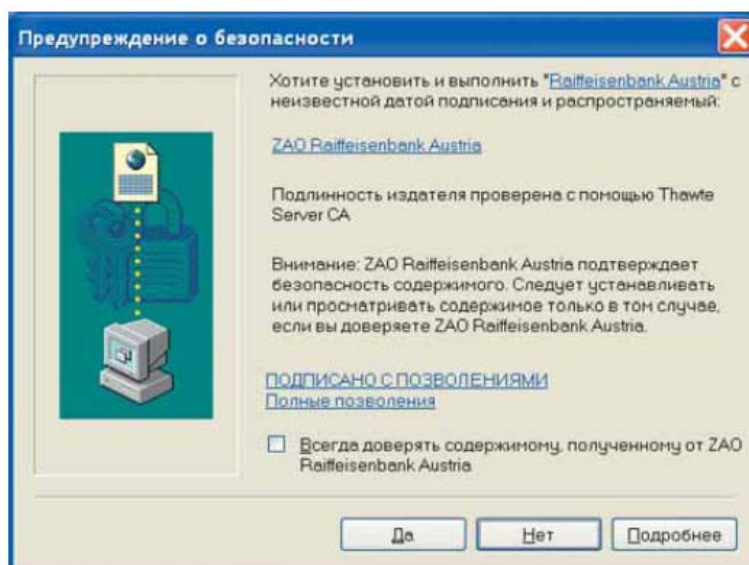 Предупреждение о безопасности
Хотите установить и выполнить "Raiffeisenbank Austria" с
неизвестной датой подписания и распространяемый:
ZAO Raiffeisenbank Austria
Подлинность издателя проверена с помощью Thawte
Server CA
Внимание: ZAO Raiffeisenbank Austria подтверждает
безопасность содержимого. Следует устанавливать
или просматривать содержимое только в том случае,
если вы доверяете ZAO Raiffeisenbank Austria.
ПОДПИСАНО С ПОЗВОЛЕНИЯМИ
Полные позволения
Всегда доверять содержимому, полученному от ZAO
Raiffeisenbank Austria
Да Нет Подробнее